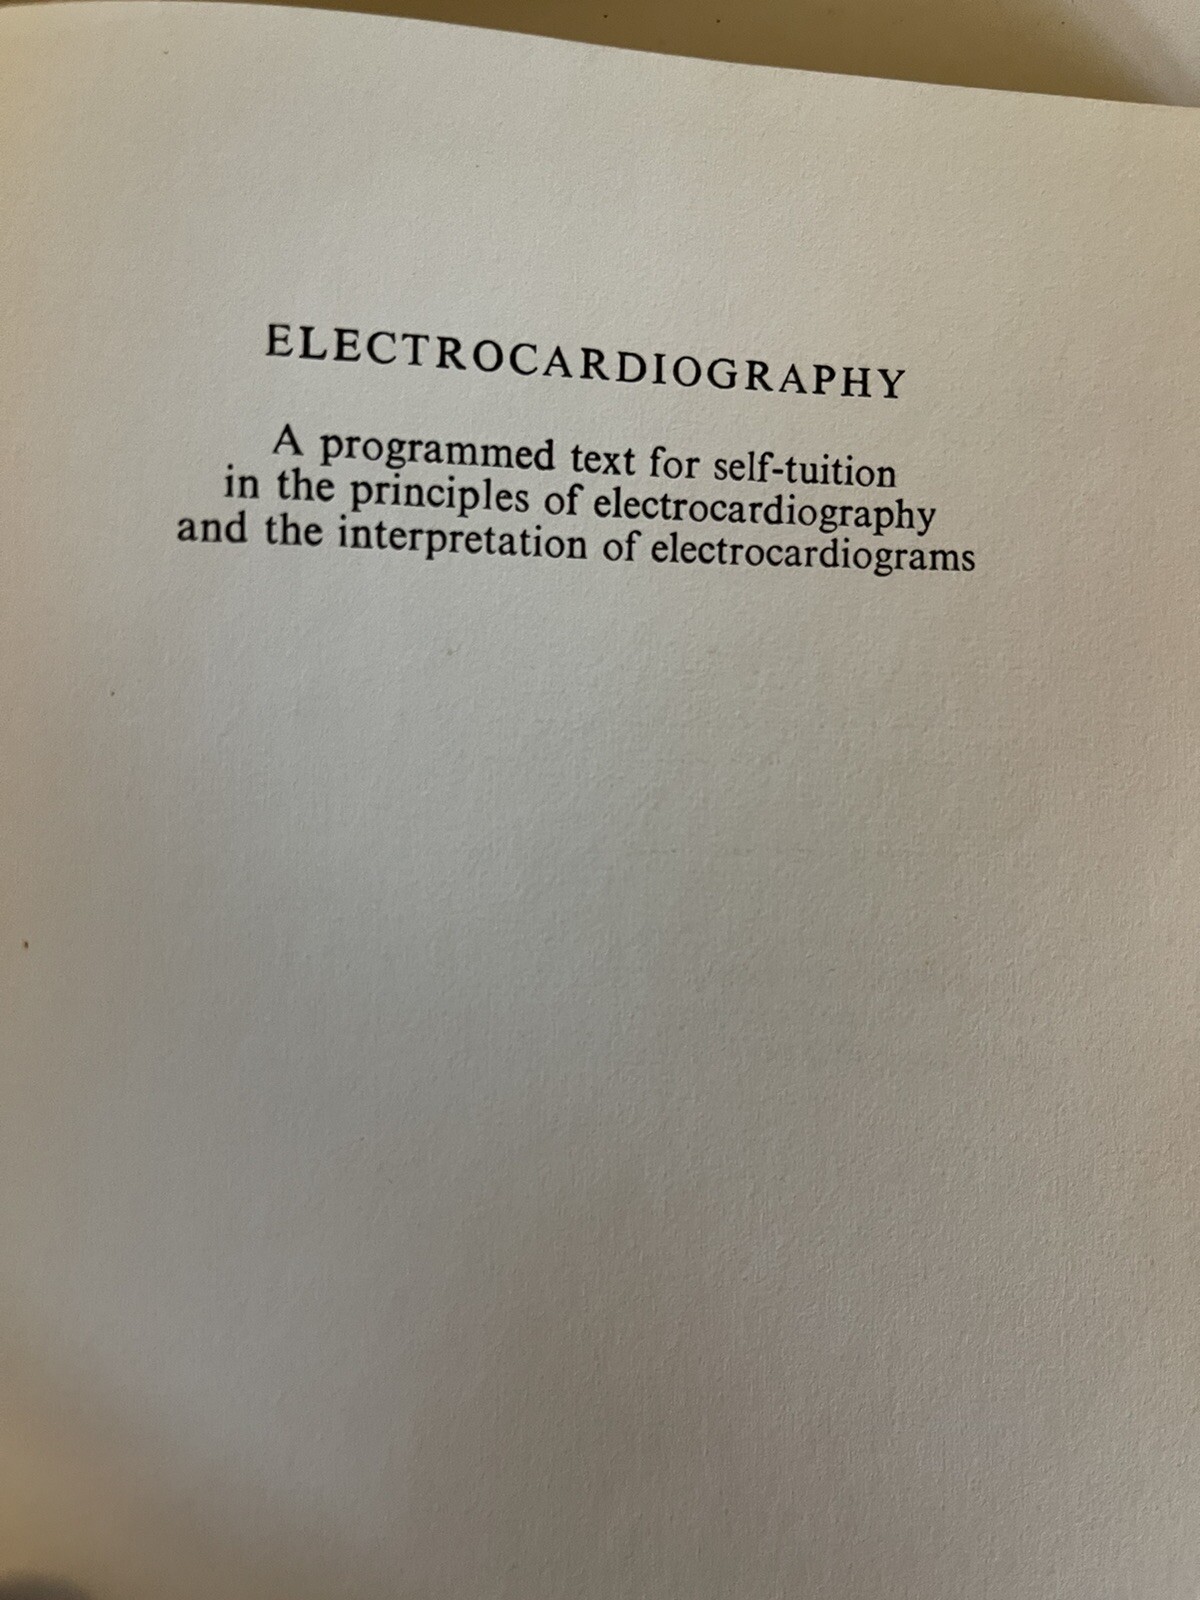 ELECTROCARDIOGRAPHY
A programmed text for self-tuition
in the principles of electrocardiography
and the interpretation of electrocardiograms